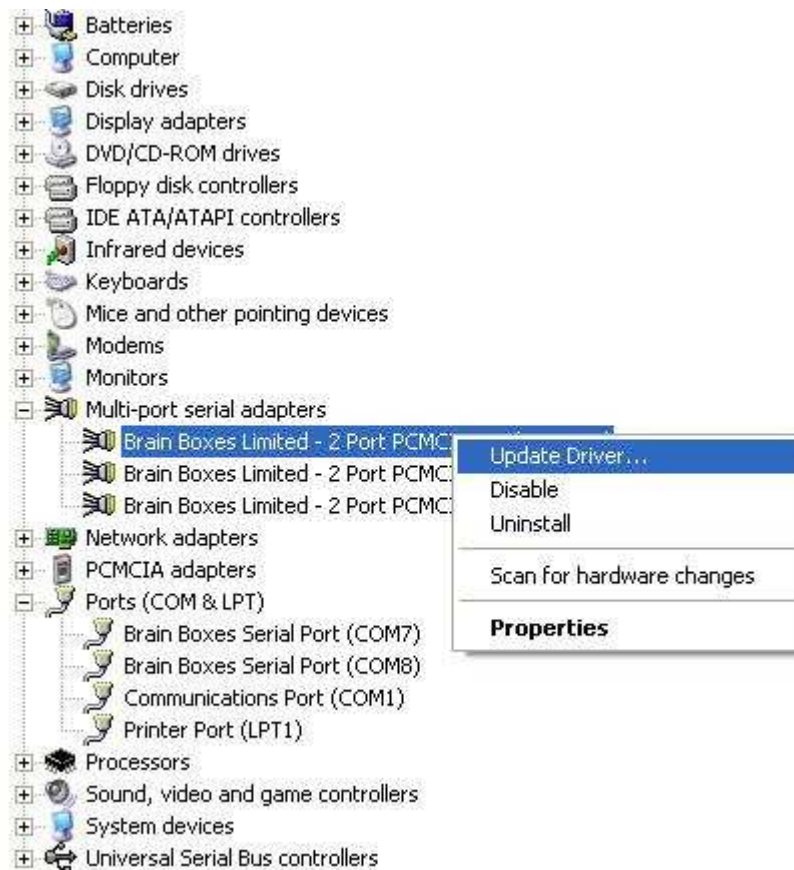 Batteries
Computer
Disk drives
Display adapters
DVD/CD-ROM drives
Floppy disk controllers
IDE ATA/ATAPI controllers
Infrared devices
Keyboards
Mice and other pointing devices
Modems
Monitors
Multi-port serial adapters
Brain Boxes Limited - 2 Port PCMC
Brain Boxes Limited - 2 Port PCMC
Brain Boxes Limited - 2 Port PCMC
Network adapters
PCMCIA adapters
Ports (COM & LPT)
Brain Boxes Serial Port (COM7)
Brain Boxes Serial Port (COM8)
Communications Port (COM1)
Printer Port (LPT1)
Processors
Sound, video and game controllers
System devices
Universal Serial Bus controllers
Update Driver...
Disable
Uninstall
Scan for hardware changes
Properties